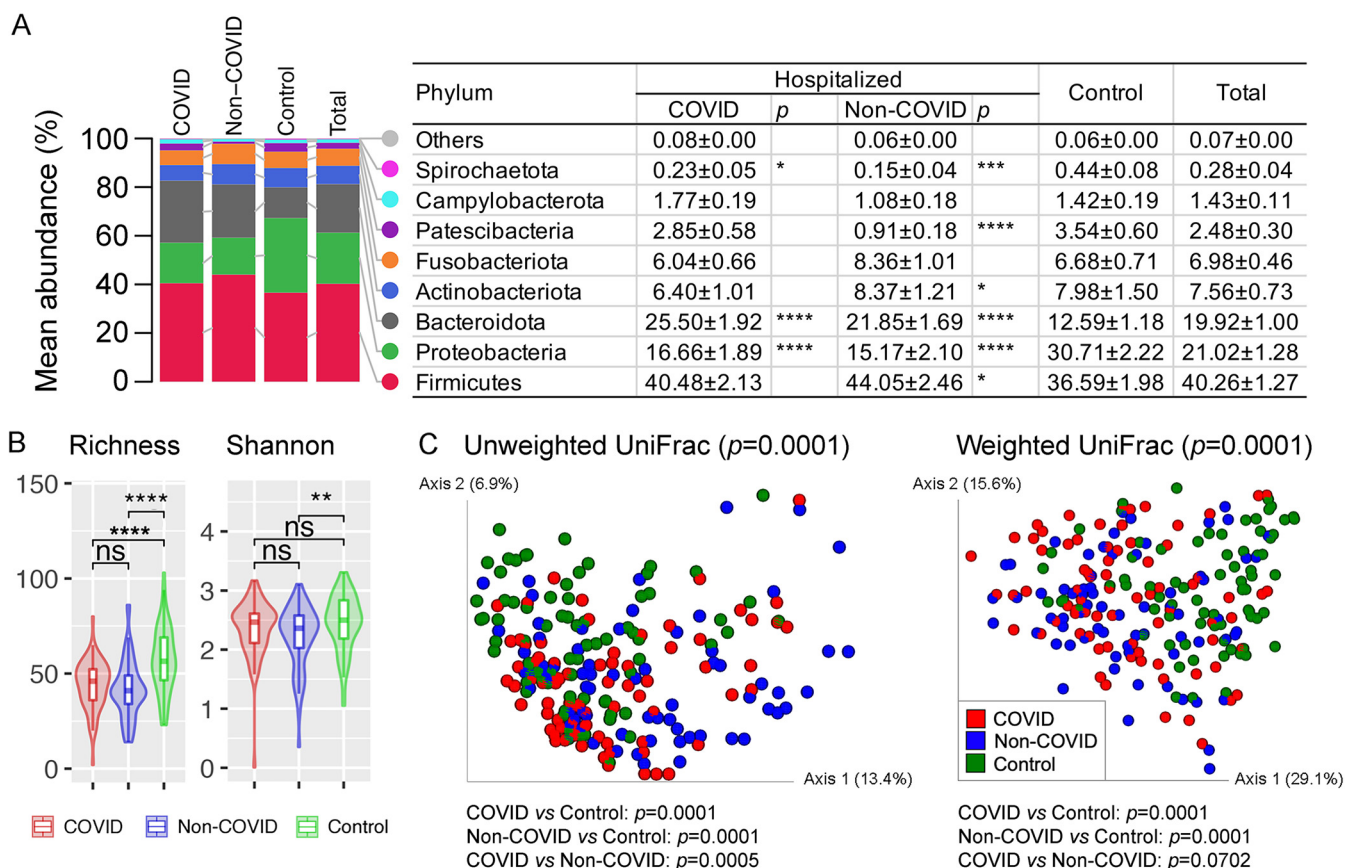 A
COVID
Non−COVID
Control
Total
Mean abundance (%)
100
80
60
40
20
0
Phylum Hospitalized Control Total
COVID p Non-COVID p
Others 0.08±0.00 0.06±0.00 0.06±0.00 0.07±0.00
Spirochaetota 0.23±0.05 * 0.15±0.04 *** 0.44±0.08 0.28±0.04
Campylobacterota 1.77±0.19 1.08±0.18 1.42±0.19 1.43±0.11
Patescibacteria 2.85±0.58 0.91±0.18 **** 3.54±0.60 2.48±0.30
Fusobacteriota 6.04±0.66 8.36±1.01 6.68±0.71 6.98±0.46
Actinobacteriota 6.40±1.01 8.37±1.21 * 7.98±1.50 7.56±0.73
Bacteroidota 25.50±1.92 **** 21.85±1.69 **** 12.59±1.18 19.92±1.00
Proteobacteria 16.66±1.89 **** 15.17±2.10 **** 30.71±2.22 21.02±1.28
Firmicutes 40.48±2.13 44.05±2.46 * 36.59±1.98 40.26±1.27
B
Richness
150
100
50
0
****
****
ns
Shannon
4
3
2
1
0
**
ns
ns
COVID Non-COVID Control
C
Unweighted UniFrac (p=0.0001)
Axis 2 (6.9%)
Axis 1 (13.4%)
COVID vs Control: p=0.0001
Non-COVID vs Control: p=0.0001
COVID vs Non-COVID: p=0.0005
Weighted UniFrac (p=0.0001)
Axis 2 (15.6%)
COVID
Non-COVID
Control
Axis 1 (29.1%)
COVID vs Control: p=0.0001
Non-COVID vs Control: p=0.0001
COVID vs Non-COVID: p=0.0702